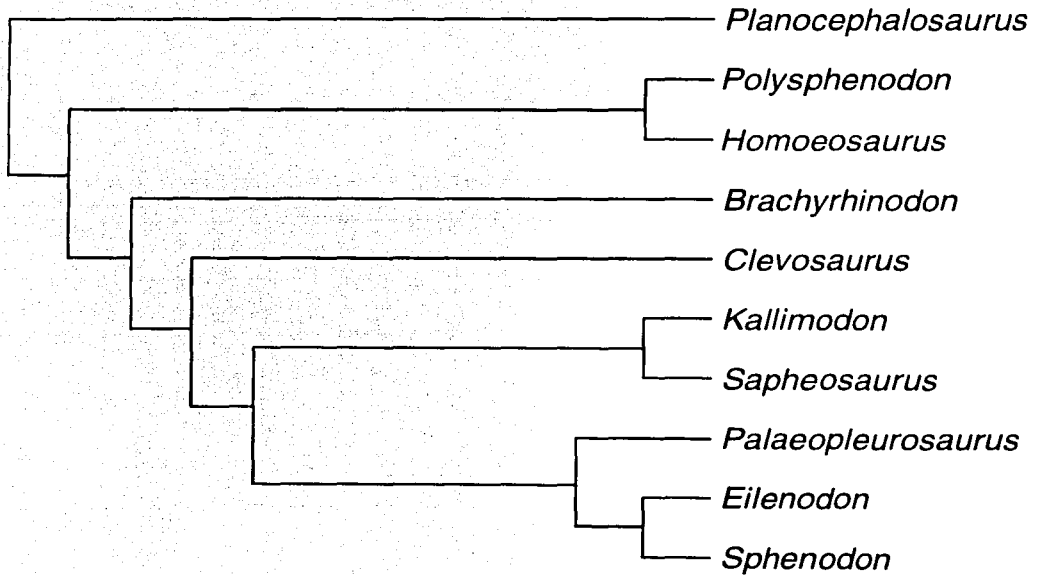 Planocephalosaurus
Polysphenodon
Homoeosaurus
Brachyrhinodon
Clevosaurus
Kallimodon
Sapheosaurus
Palaeopleurosaurus
Eilenodon
Sphenodon